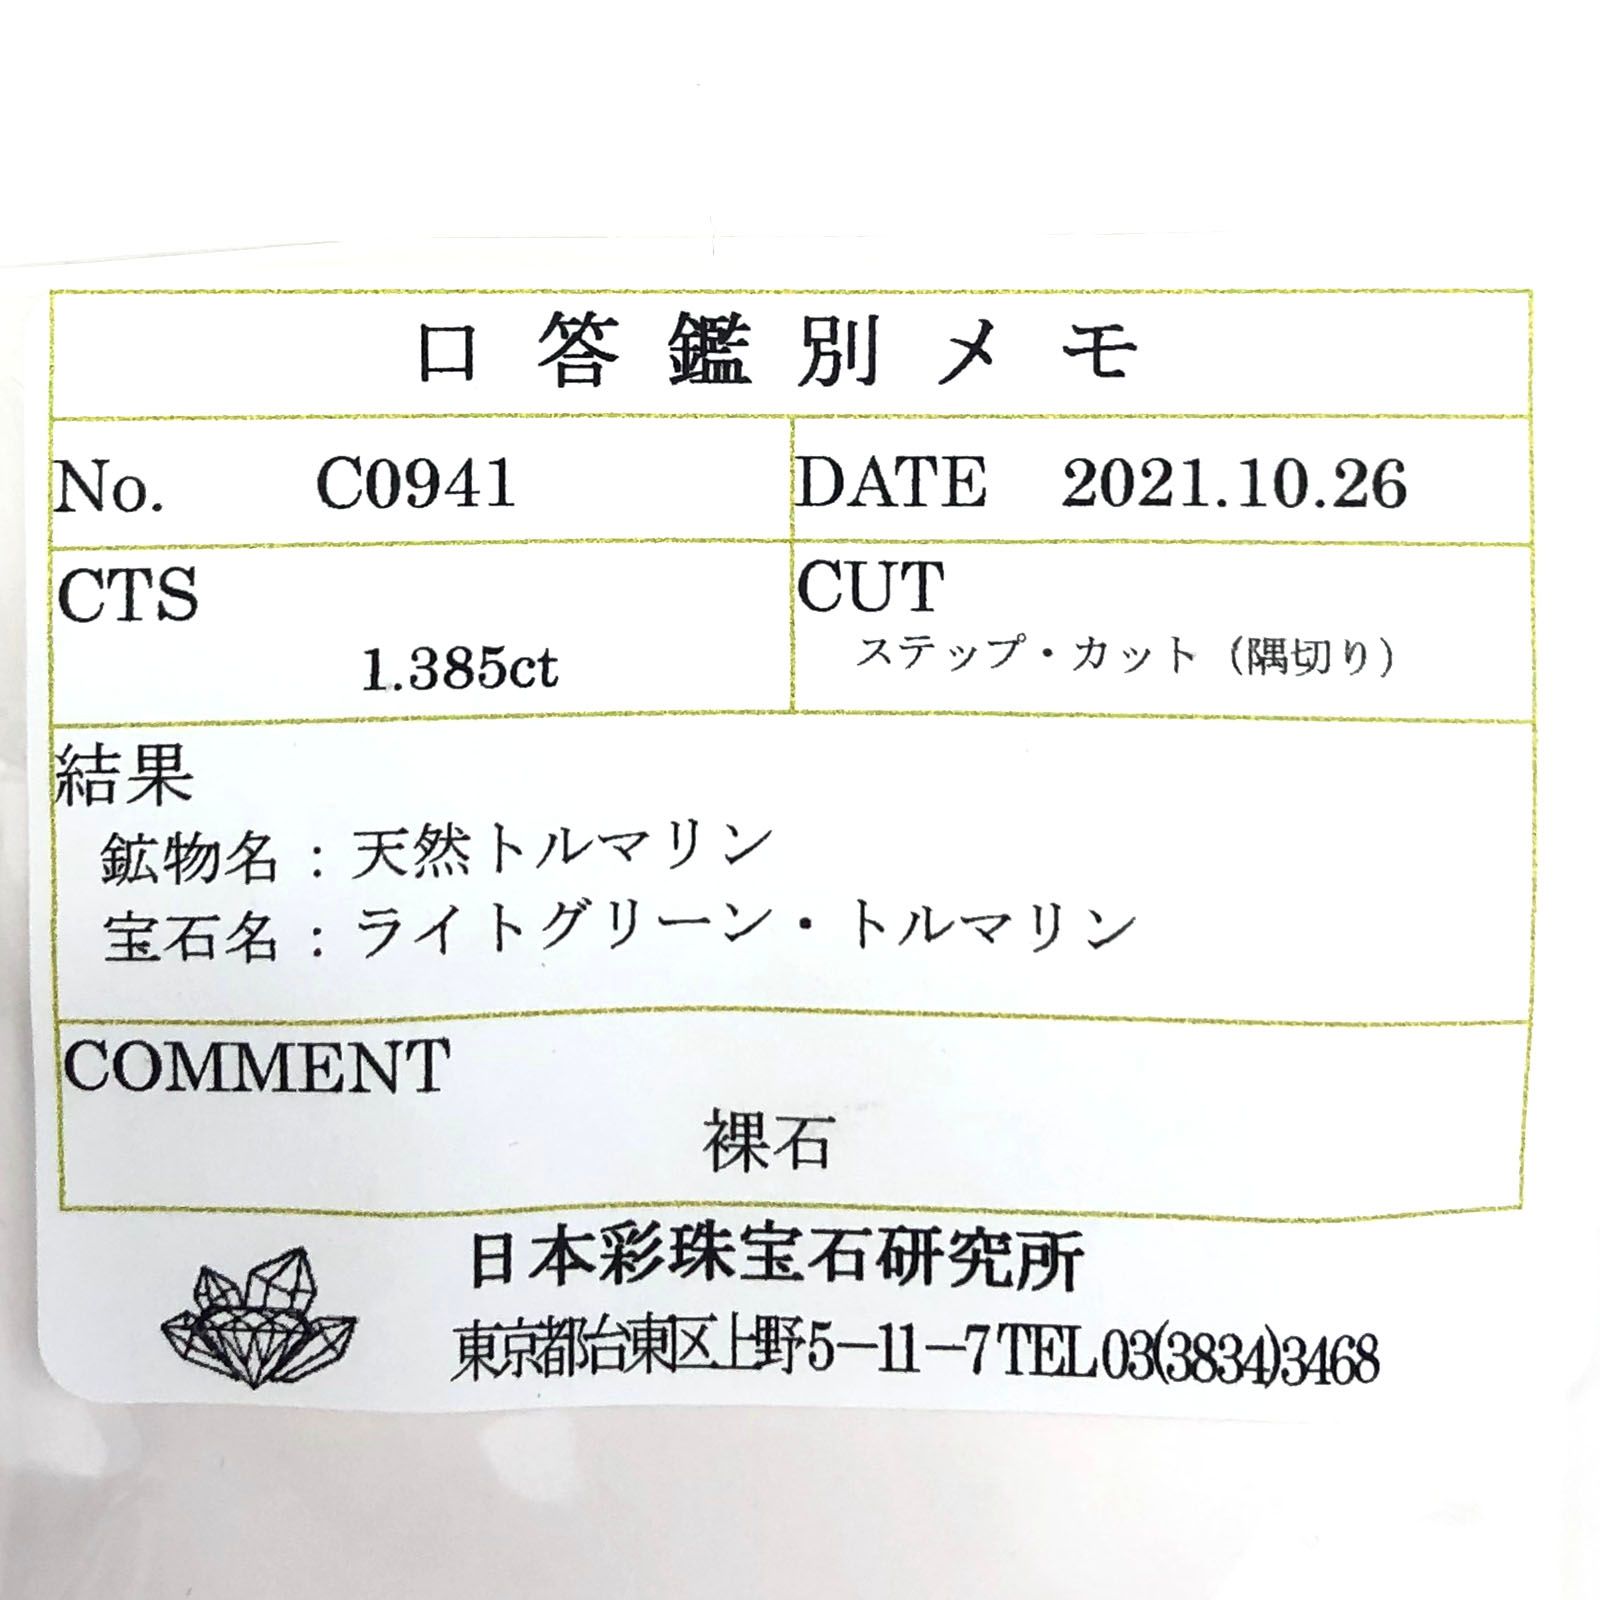 口答鑑別メモ
No. C0941 DATE 2021.10.26
CTS CUT
1.385ct ステップ・カット（隅切り）
結果
鉱物名：天然トルマリン
宝石名：ライトグリーン・トルマリン
COMMENT
裸石
日本彩珠宝石研究所
東京都台東区上野5−11−7 TEL 03(3834)3468